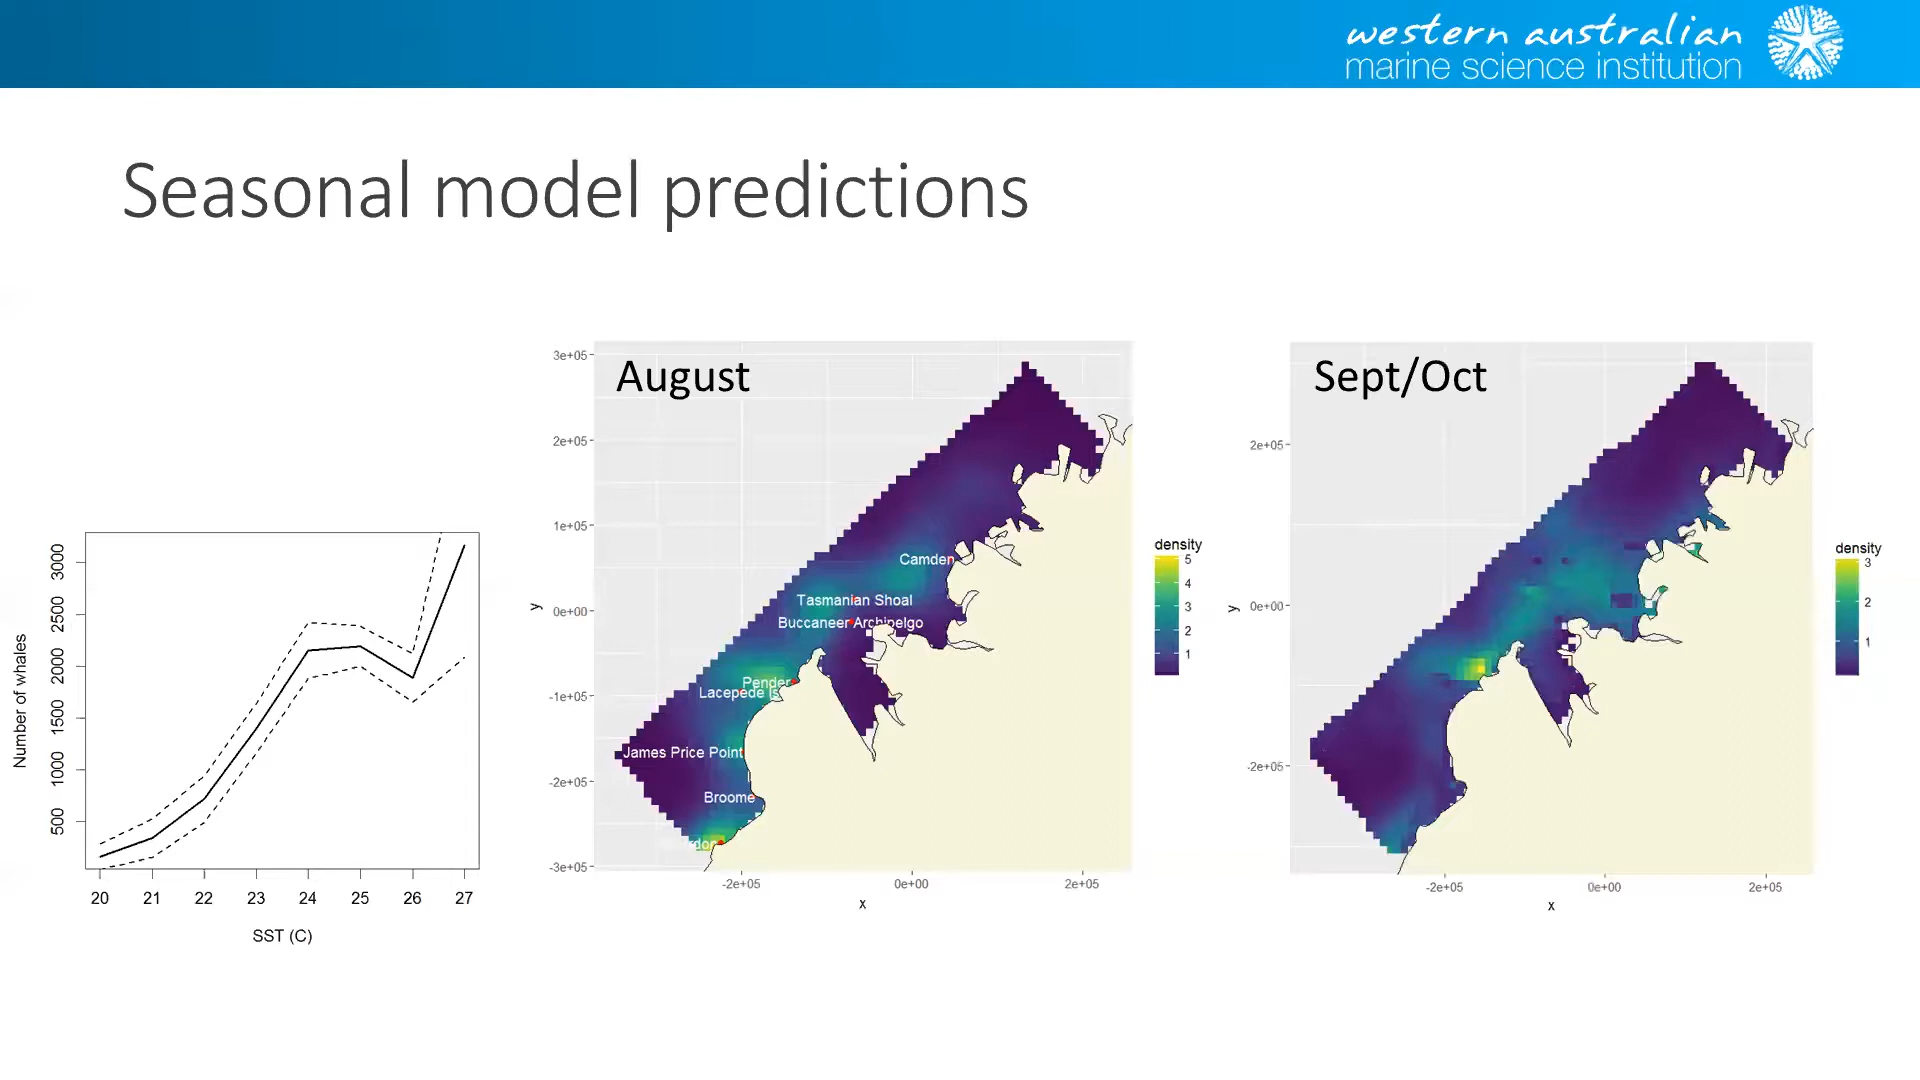 western australian
marine science institution
Seasonal model predictions
Number of whales
3000
2500
2000
1500
1000
500
20 21 22 23 24 25 26 27
SST (C)
August
y
3e+05
2e+05
1e+05
0e+00
-1e+05
-2e+05
-3e+05
Camden
Tasmanian Shoal
Buccaneer Archipelgo
Pender
Lacepede Is
James Price Point
Broome
-2e+05 0e+00 2e+05
x
density
5
4
3
2
1
Sept/Oct
y
2e+05
0e+00
-2e+05
-2e+05 0e+00 2e+05
x
density
3
2
1